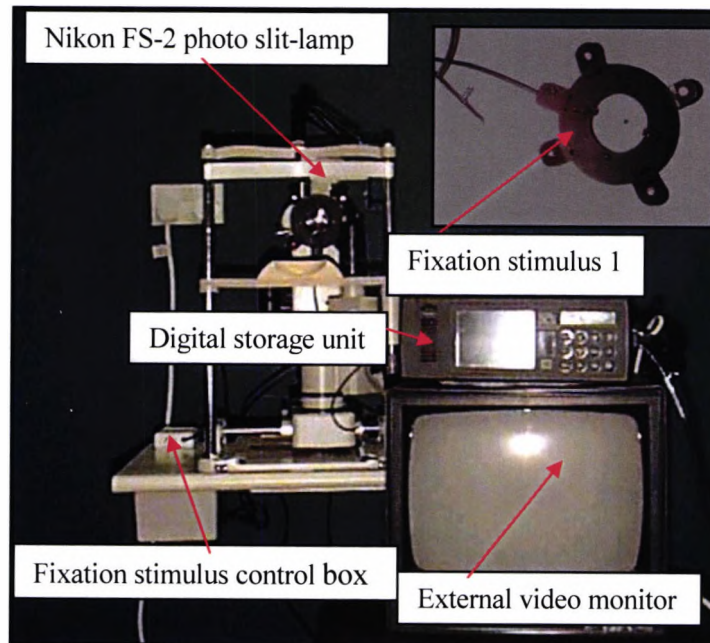 Nikon FS-2 photo slit-lamp
Fixation stimulus 1
Digital storage unit
Fixation stimulus control box
External video monitor